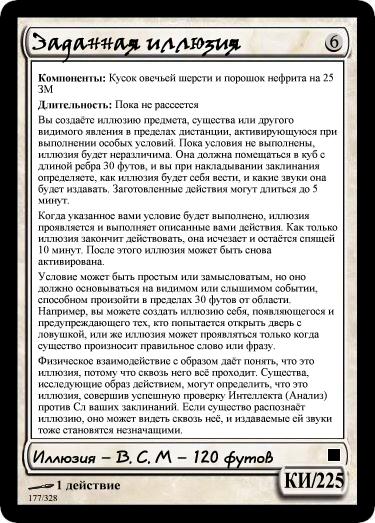 Заданная иллюзия
6
Компоненты: Кусок овечьей шерсти и порошок нефрита на 25
ЗМ
Длительность: Пока не рассеется
Вы создаёте иллюзию предмета, существа или другого
видимого явления в пределах дистанции, активирующуюся при
выполнении особых условий. Пока условия не выполнены,
иллюзия будет неразличима. Она должна помещаться в куб с
длиной ребра 30 футов, и вы при накладывании заклинания
определяете, как иллюзия будет себя вести, и какие звуки она
будет издавать. Заготовленные действия могут длиться до 5
минут.
Когда указанное вами условие будет выполнено, иллюзия
проявляется и выполняет описанные вами действия. Как только
иллюзия закончит действовать, она исчезает и остаётся спящей
10 минут. После этого иллюзия может быть снова
активирована.
Условие может быть простым или замысловатым, но оно
должно основываться на видимом или слышимом событии,
способном произойти в пределах 30 футов от области.
Например, вы можете создать иллюзию себя, появляющегося и
предупреждающего тех, кто попытается открыть дверь с
ловушкой, или же иллюзия может проявляться только когда
существо произносит правильное слово или фразу.
Физическое взаимодействие с образом даёт понять, что это
иллюзия, потому что сквозь него всё проходит. Существа,
исследующие образ действием, могут определить, что это
иллюзия, совершив успешную проверку Интеллекта (Анализ)
против Сл ваших заклинаний. Если существо распознаёт
иллюзию, оно может видеть сквозь неё, и издаваемые ей звуки
тоже становятся незначащими.
Иллюзия – В, С, М – 120 футов
КИ/225
1 действие
177/328